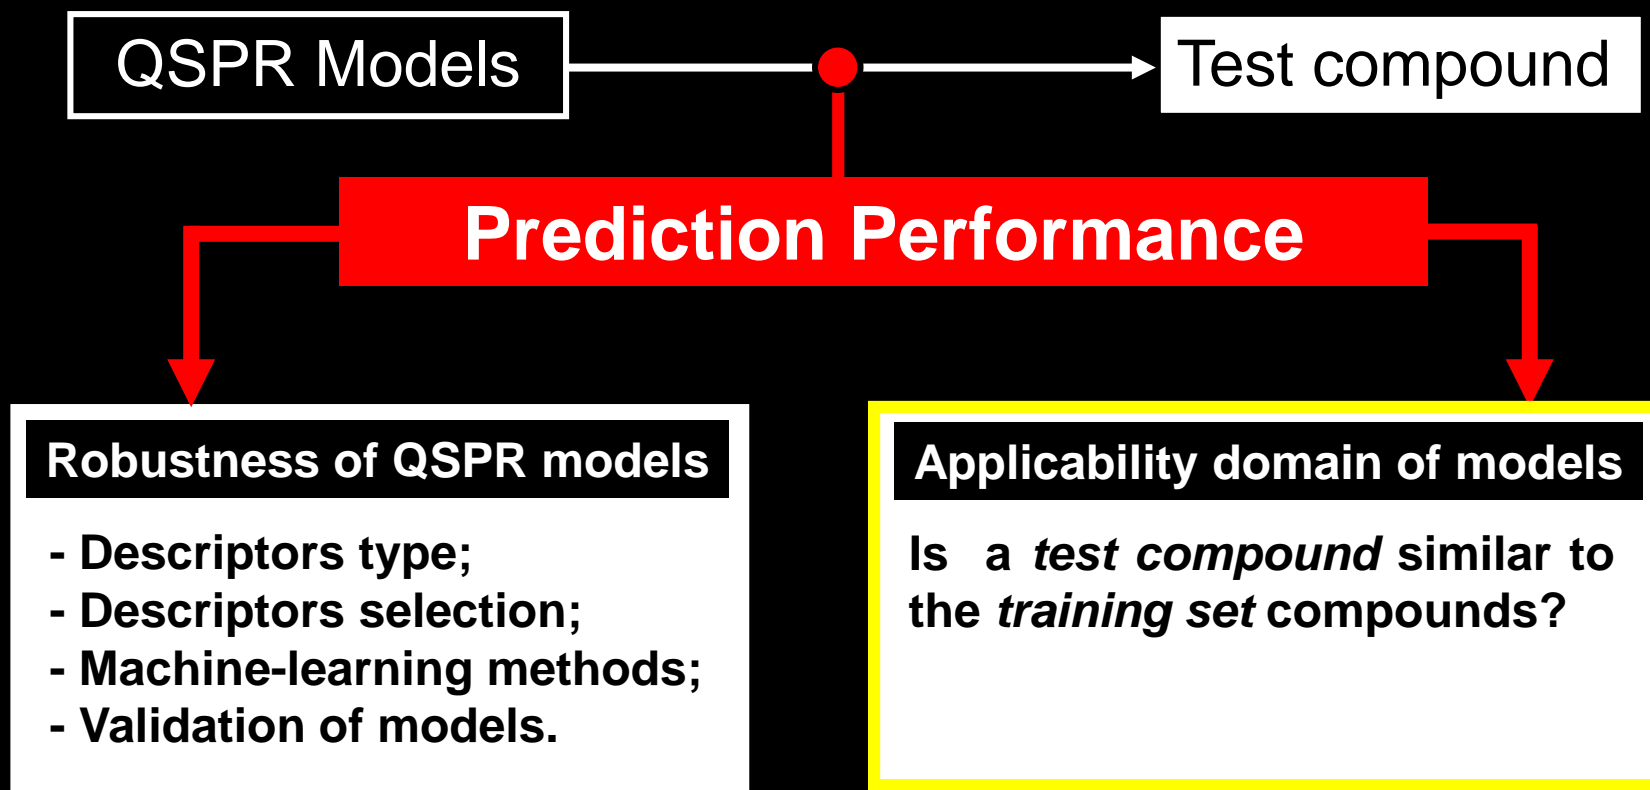 QSPR Models
Test compound
Prediction Performance
Robustness of QSPR models
- Descriptors type;
- Descriptors selection;
- Machine-learning methods;
- Validation of models.
Applicability domain of models
Is a test compound similar to
the training set compounds?